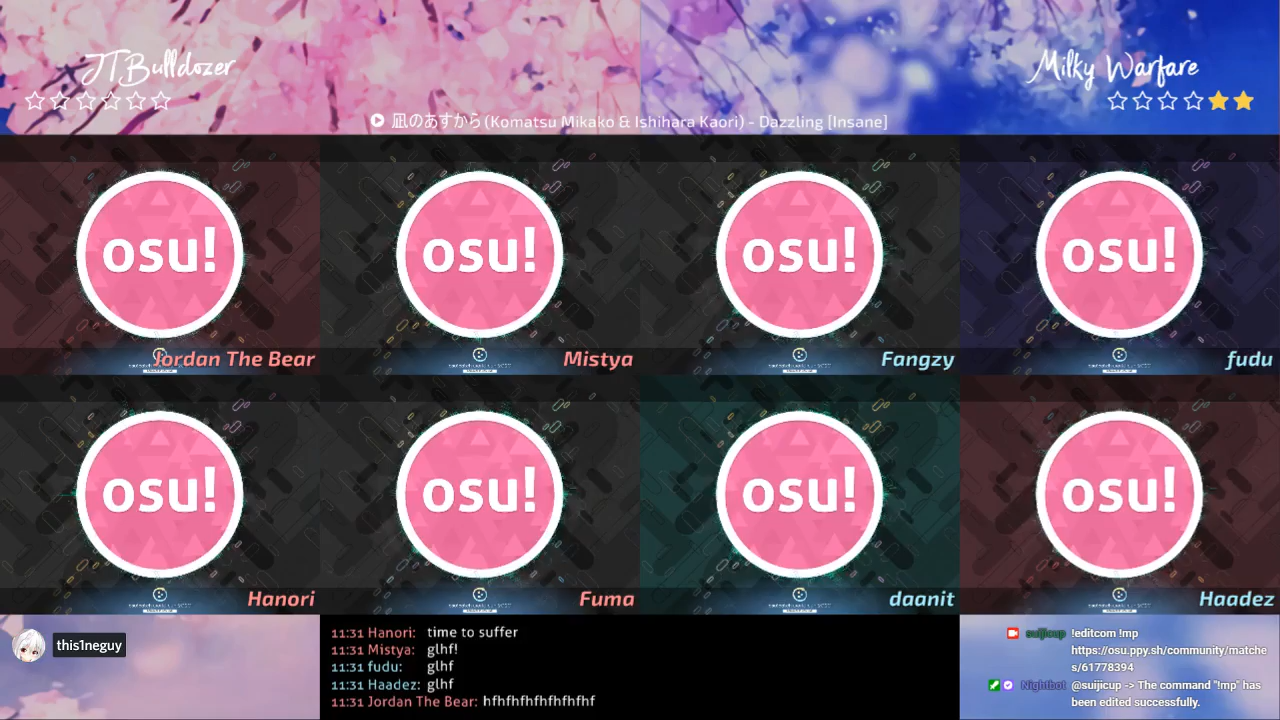 JTBulldozer
Milky Warfare
凪のあすから(Komatsu Mikako & Ishihara Kaori) - Dazzling [Insane]
osu!
osu!
osu!
osu!
Jordan The Bear
Mistya
Fangzy
fudu
osu!
osu!
osu!
osu!
Hanori
Fuma
daanit
Haadez
this1neguy
11:31 Hanori: time to suffer
11:31 Mistya: glhf!
11:31 fudu: glhf
11:31 Haadez: glhf
11:31 Jordan The Bear: hfhfhfhfhfhfhfhf
suijicup !editcom !mp
https://osu.ppy.sh/community/matche
s/61778394
Nightbot @suijicup -> The command "!mp" has
been edited successfully.